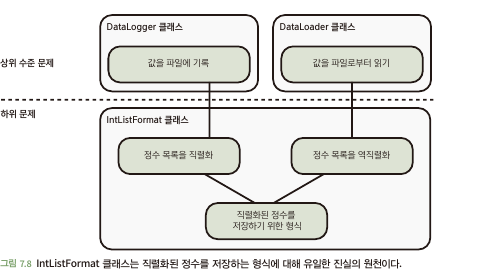 DataLogger 클래스
DataLoader 클래스
상위 수준 문제
값을 파일에 기록
값을 파일로부터 읽기
하위 문제
IntListFormat 클래스
정수 목록을 직렬화
정수 목록을 역직렬화
직렬화된 정수를
저장하기 위한 형식
그림 7.8 IntListFormat 클래스는 직렬화된 정수를 저장하는 형식에 대해 유일한 진실의 원천이다.